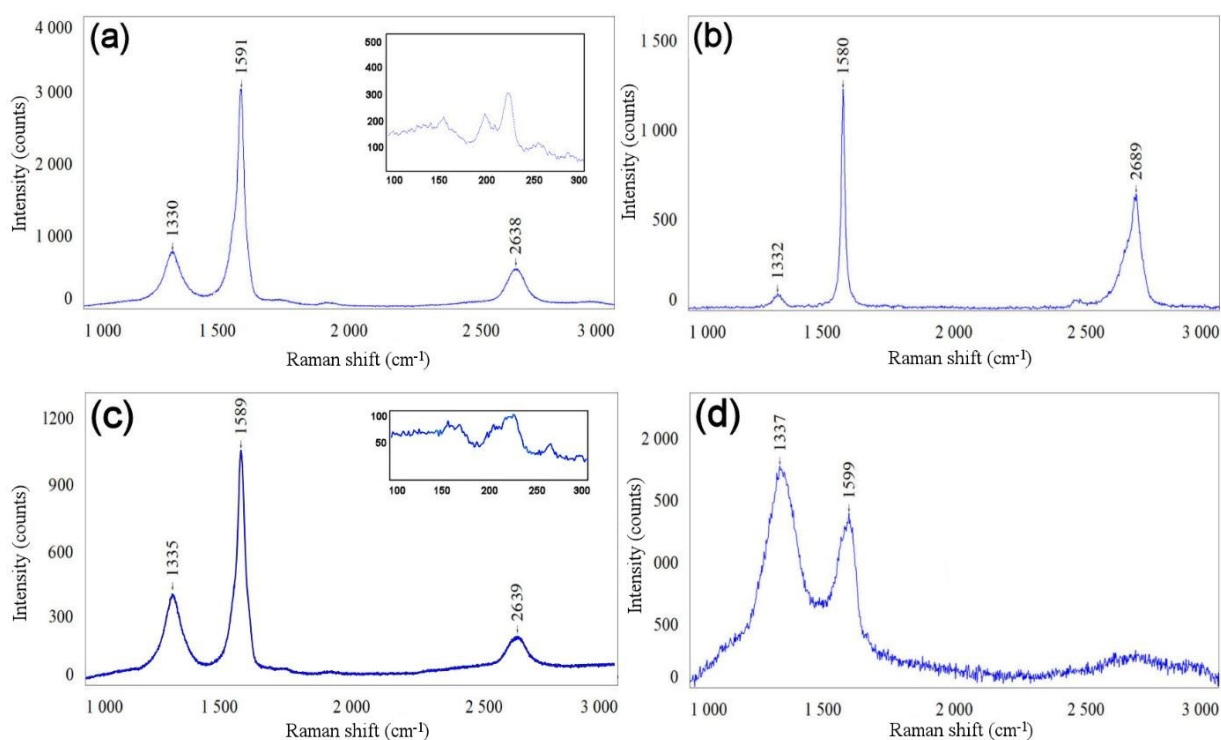 (a)
4 000
3 000
2 000
1 000
0
Intensity (counts)
1330
1591
2638
500
400
300
200
100
100 150 200 250 300
1 000 1 500 2 000 2 500 3 000
Raman shift (cm-1)
(b)
1 500
1 000
500
0
Intensity (counts)
1332
1580
2689
1 000 1 500 2 000 2 500 3 000
Raman shift (cm-1)
(c)
1200
900
600
300
0
Intensity (counts)
1335
1589
2639
100
50
100 150 200 250 300
1 000 1 500 2 000 2 500 3 000
Raman shift (cm-1)
(d)
2 000
500
000
500
0
Intensity (counts)
1337
1599
1 000 1 500 2 000 2 500 3 000
Raman shift (cm-1)